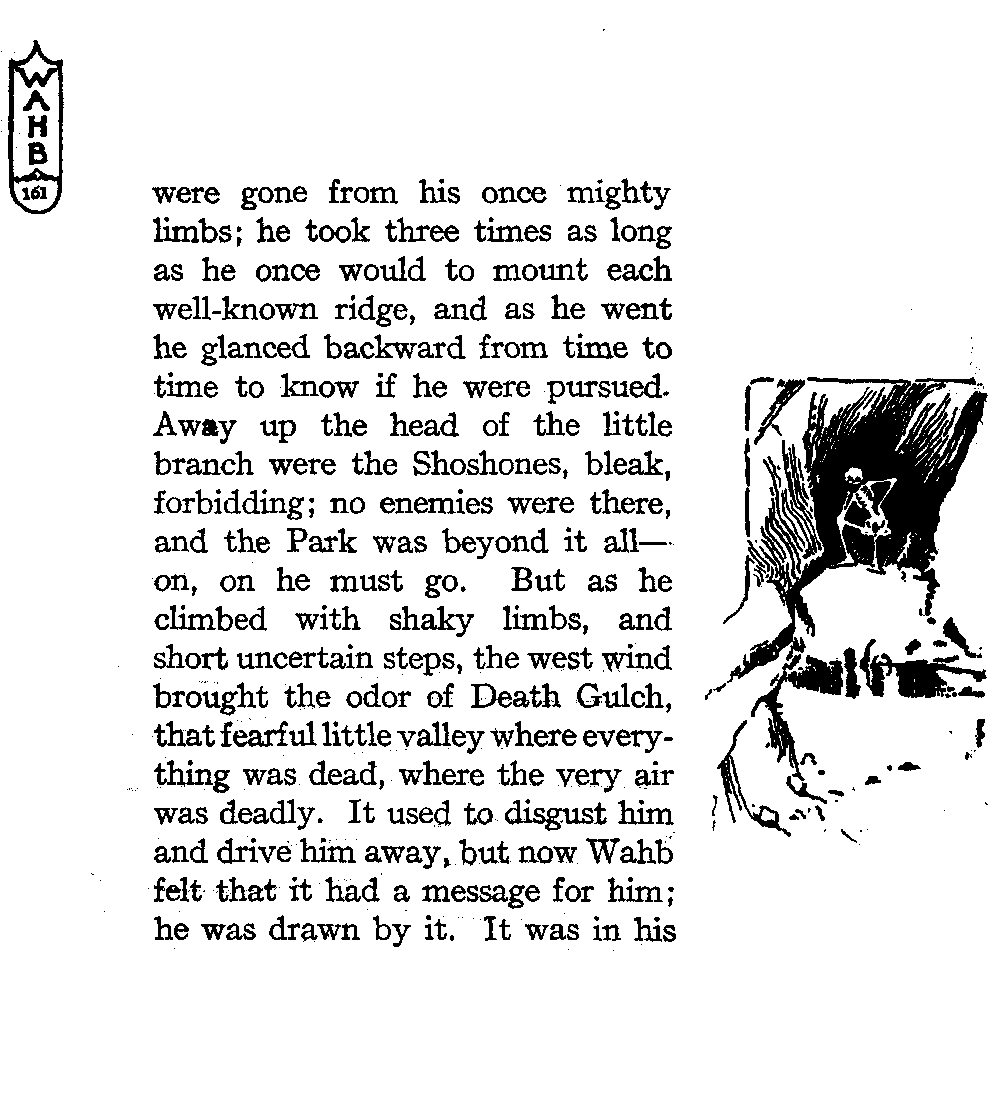 WAHB
161
were gone from his once mighty
limbs; he took three times as long
as he once would to mount each
well-known ridge, and as he went
he glanced backward from time to
time to know if he were pursued.
Away up the head of the little
branch were the Shoshones, bleak,
forbidding; no enemies were there,
and the Park was beyond it all—
on, on he must go. But as he
climbed with shaky limbs, and
short uncertain steps, the west wind
brought the odor of Death Gulch,
that fearful little valley where every-
thing was dead, where the very air
was deadly. It used to disgust him
and drive him away, but now Wahb
felt that it had a message for him;
he was drawn by it. It was in his